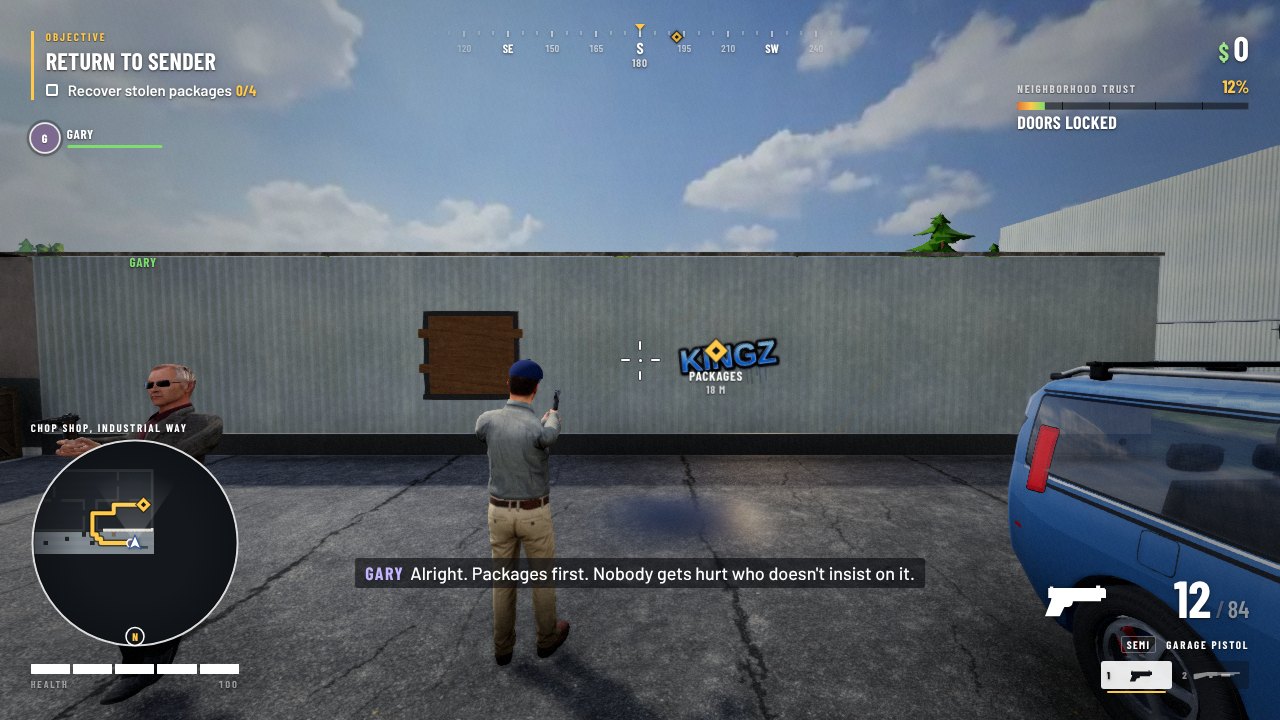 OBJECTIVE
RETURN TO SENDER
Recover stolen packages 0/4
G GARY
120 SE 150 165 S 195 210 SW 240
180
$0
NEIGHBORHOOD TRUST 12%
DOORS LOCKED
GARY
KINGZ
PACKAGES
18 M
CHOP SHOP, INDUSTRIAL WAY
N
HEALTH 100
GARY Alright. Packages first. Nobody gets hurt who doesn't insist on it.
12 / 84
SEMI GARAGE PISTOL
1 2